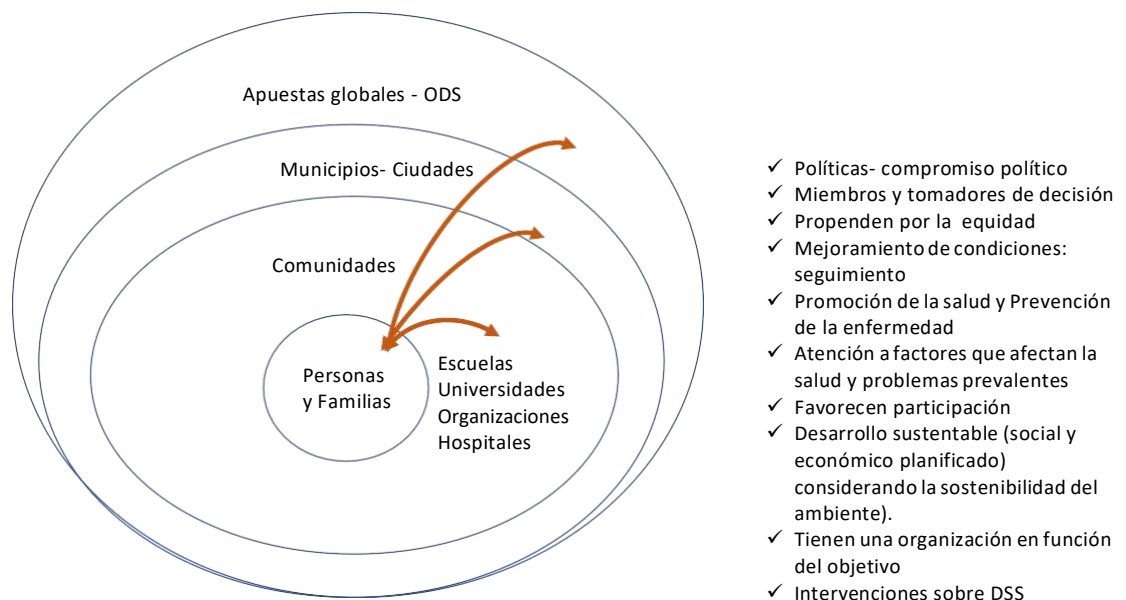 Apuestas globales - ODS
Municipios- Ciudades
Comunidades
Personas
y Familias
Escuelas
Universidades
Organizaciones
Hospitales
✓ Políticas- compromiso político
✓ Miembros y tomadores de decisión
✓ Propenden por la equidad
✓ Mejoramiento de condiciones:
seguimiento
✓ Promoción de la salud y Prevención
de la enfermedad
✓ Atención a factores que afectan la
salud y problemas prevalentes
✓ Favorecen participación
✓ Desarrollo sustentable (social y
económico planificado)
considerando la sostenibilidad del
ambiente).
✓ Tienen una organización en función
del objetivo
✓ Intervenciones sobre DSS